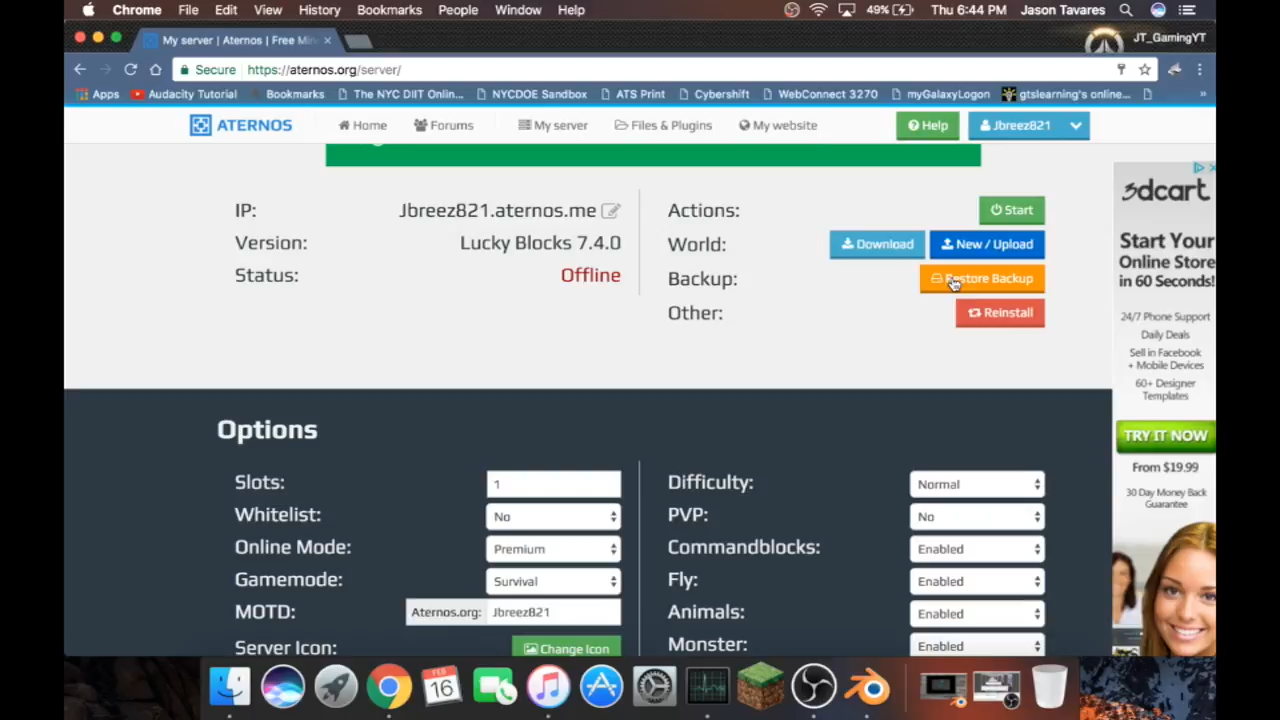 Chrome File Edit View History Bookmarks People Window Help 49% Thu 6:44 PM Jason Tavares
My server | Aternos | Free Min × JT_GamingYT
Secure https://aternos.org/server/
Apps Audacity Tutorial Bookmarks The NYC DIIT Onlin... NYCDOE Sandbox ATS Print Cybershift WebConnect 3270 myGalaxyLogon gtslearning's online... »
ATERNOS Home Forums My server Files & Plugins My website Help Jbreez821
IP: Jbreez821.aternos.me Actions: Start
Version: Lucky Blocks 7.4.0 World: Download New / Upload
Status: Offline Backup: Restore Backup
Other: Reinstall
Options
Slots: 1 Difficulty: Normal
Whitelist: No PVP: No
Online Mode: Premium Commandblocks: Enabled
Gamemode: Survival Fly: Enabled
MOTD: Aternos.org: Jbreez821 Animals: Enabled
Server Icon: Change Icon Monster: Enabled
3dcart
Start Your
Online Store
in 60 Seconds!
24/7 Phone Support
Daily Deals
Sell in Facebook
+ Mobile Devices
60+ Designer
Templates
TRY IT NOW
From $19.99
30 Day Money Back
Guarantee
FEB
16